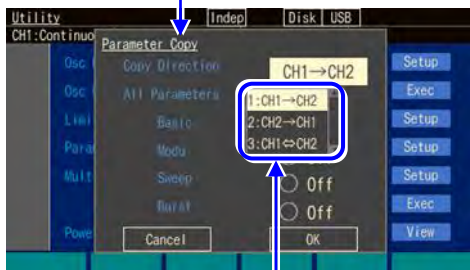 Utility Indep Disk USB
CH1:Continuo
Parameter Copy
Copy Direction CH1→CH2 Setup
Osc
All Parameters 1:CH1→CH2 Exec
Osc
Basic 2:CH2→CH1 Setup
Limi
Modu 3:CH1⇔CH2 Setup
Para
Sweep Off Setup
Mult
Burst Off Exec
Powe Cancel OK View